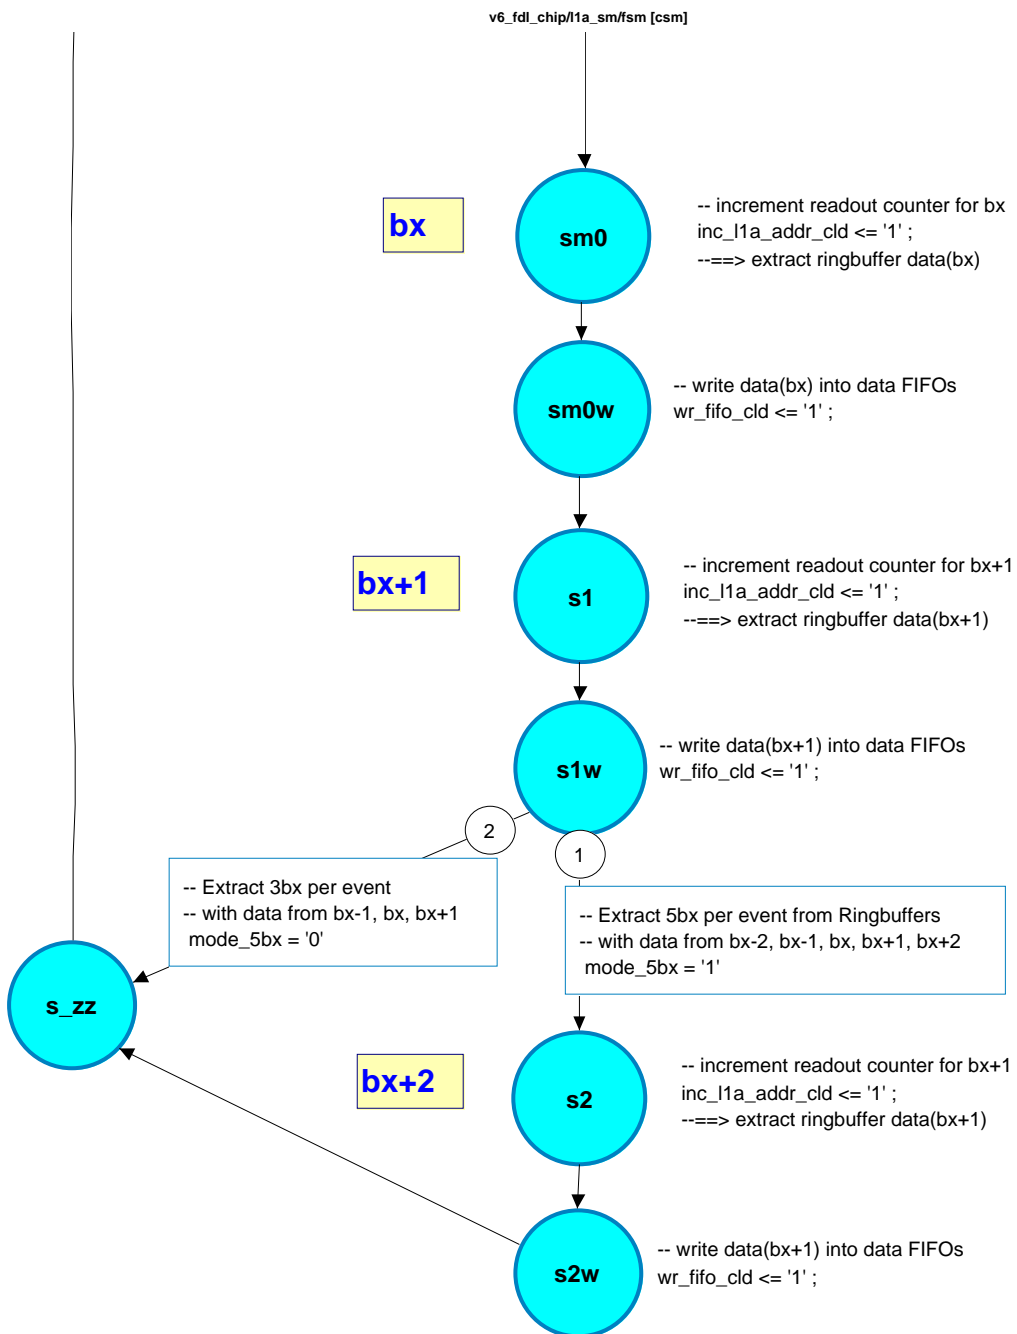 v6_fdl_chip/l1a_sm/fsm [csm]
bx
sm0
-- increment readout counter for bx
inc_l1a_addr_cld <= '1' ;
--==> extract ringbuffer data(bx)
sm0w
-- write data(bx) into data FIFOs
wr_fifo_cld <= '1' ;
bx+1
s1
-- increment readout counter for bx+1
inc_l1a_addr_cld <= '1' ;
--==> extract ringbuffer data(bx+1)
s1w
-- write data(bx+1) into data FIFOs
wr_fifo_cld <= '1' ;
2
1
-- Extract 3bx per event
-- with data from bx-1, bx, bx+1
mode_5bx = '0'
-- Extract 5bx per event from Ringbuffers
-- with data from bx-2, bx-1, bx, bx+1, bx+2
mode_5bx = '1'
s_zz
bx+2
s2
-- increment readout counter for bx+1
inc_l1a_addr_cld <= '1' ;
--==> extract ringbuffer data(bx+1)
s2w
-- write data(bx+1) into data FIFOs
wr_fifo_cld <= '1' ;